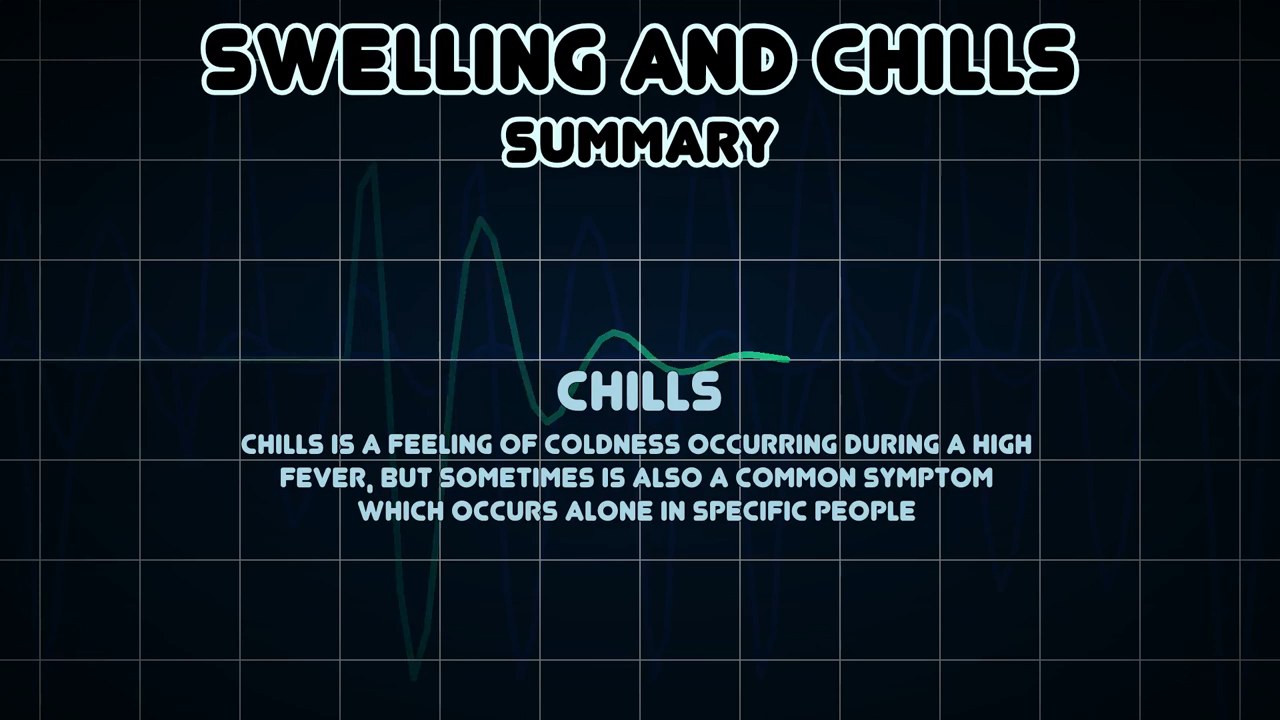 SWELLING AND CHILLS
SUMMARY
CHILLS
CHILLS IS A FEELING OF COLDNESS OCCURRING DURING A HIGH
FEVER, BUT SOMETIMES IS ALSO A COMMON SYMPTOM
WHICH OCCURS ALONE IN SPECIFIC PEOPLE